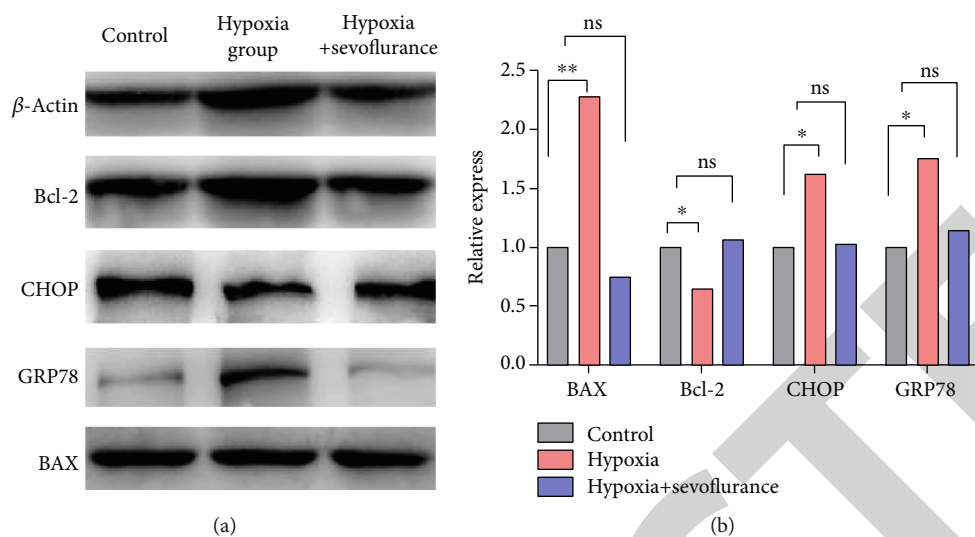 Control
Hypoxia
group
Hypoxia
+sevoflurance
β-Actin
Bcl-2
CHOP
GRP78
BAX
(a)
Relative express
2.5
2.0
1.5
1.0
0.5
0.0
**
ns
*
ns
*
ns
*
ns
BAX
Bcl-2
CHOP
GRP78
Control
Hypoxia
Hypoxia+sevoflurance
(b)